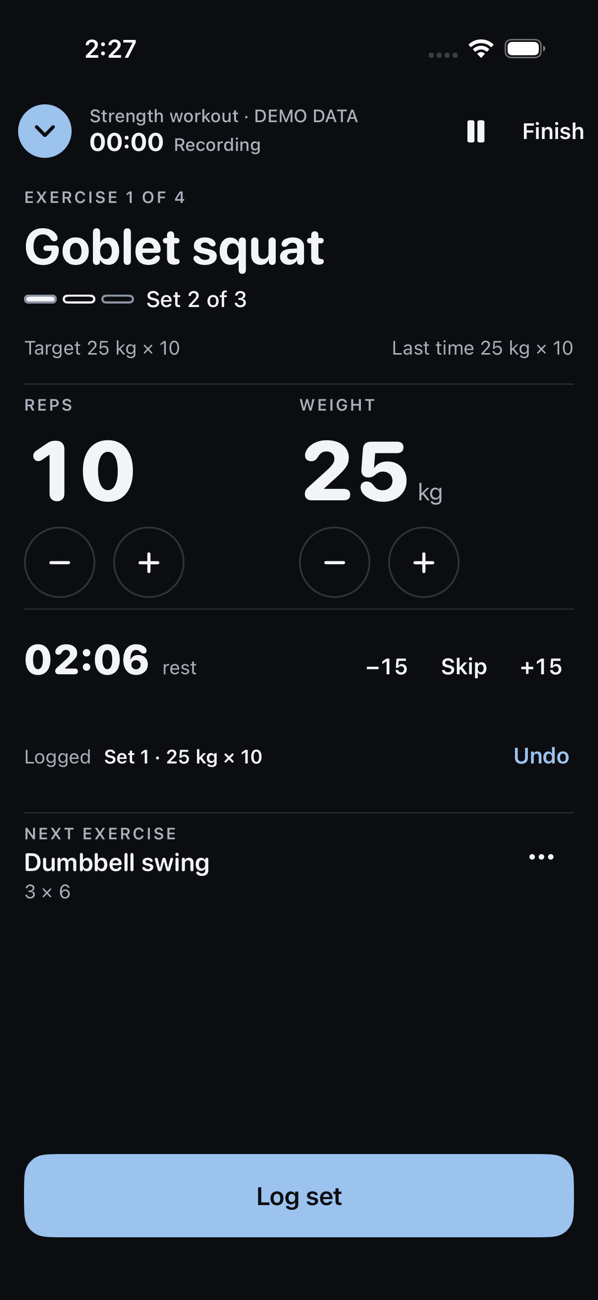 2:27
Strength workout · DEMO DATA
00:00 Recording
Finish
EXERCISE 1 OF 4
Goblet squat
Set 2 of 3
Target 25 kg × 10 Last time 25 kg × 10
REPS WEIGHT
10 25 kg
− + − +
02:06 rest −15 Skip +15
Logged Set 1 · 25 kg × 10 Undo
NEXT EXERCISE
Dumbbell swing
3 × 6
Log set